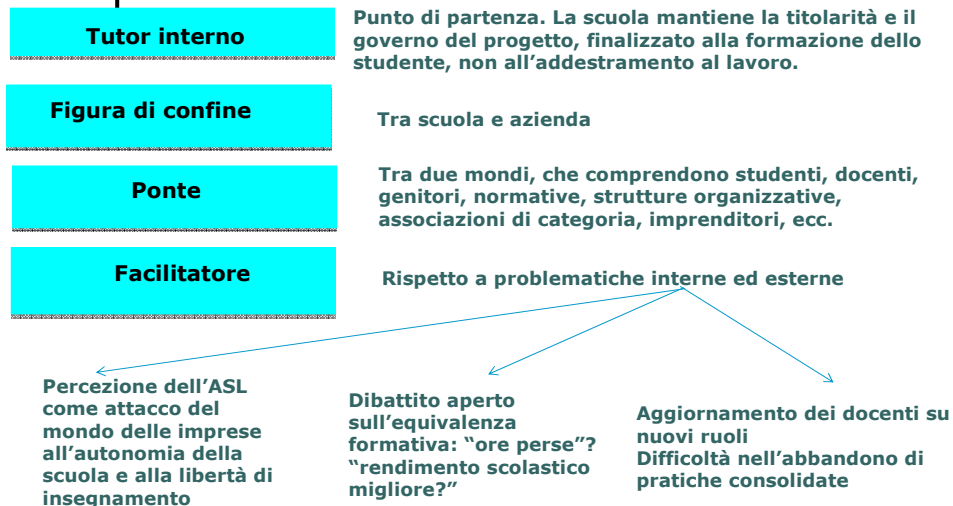 Tutor interno
Punto di partenza. La scuola mantiene la titolarità e il
governo del progetto, finalizzato alla formazione dello
studente, non all’addestramento al lavoro.
Figura di confine
Tra scuola e azienda
Ponte
Tra due mondi, che comprendono studenti, docenti,
genitori, normative, strutture organizzative,
associazioni di categoria, imprenditori, ecc.
Facilitatore
Rispetto a problematiche interne ed esterne
Percezione dell’ASL
come attacco del
mondo delle imprese
all’autonomia della
scuola e alla libertà di
insegnamento
Dibattito aperto
sull’equivalenza
formativa: “ore perse”?
“rendimento scolastico
migliore?”
Aggiornamento dei docenti su
nuovi ruoli
Difficoltà nell’abbandono di
pratiche consolidate